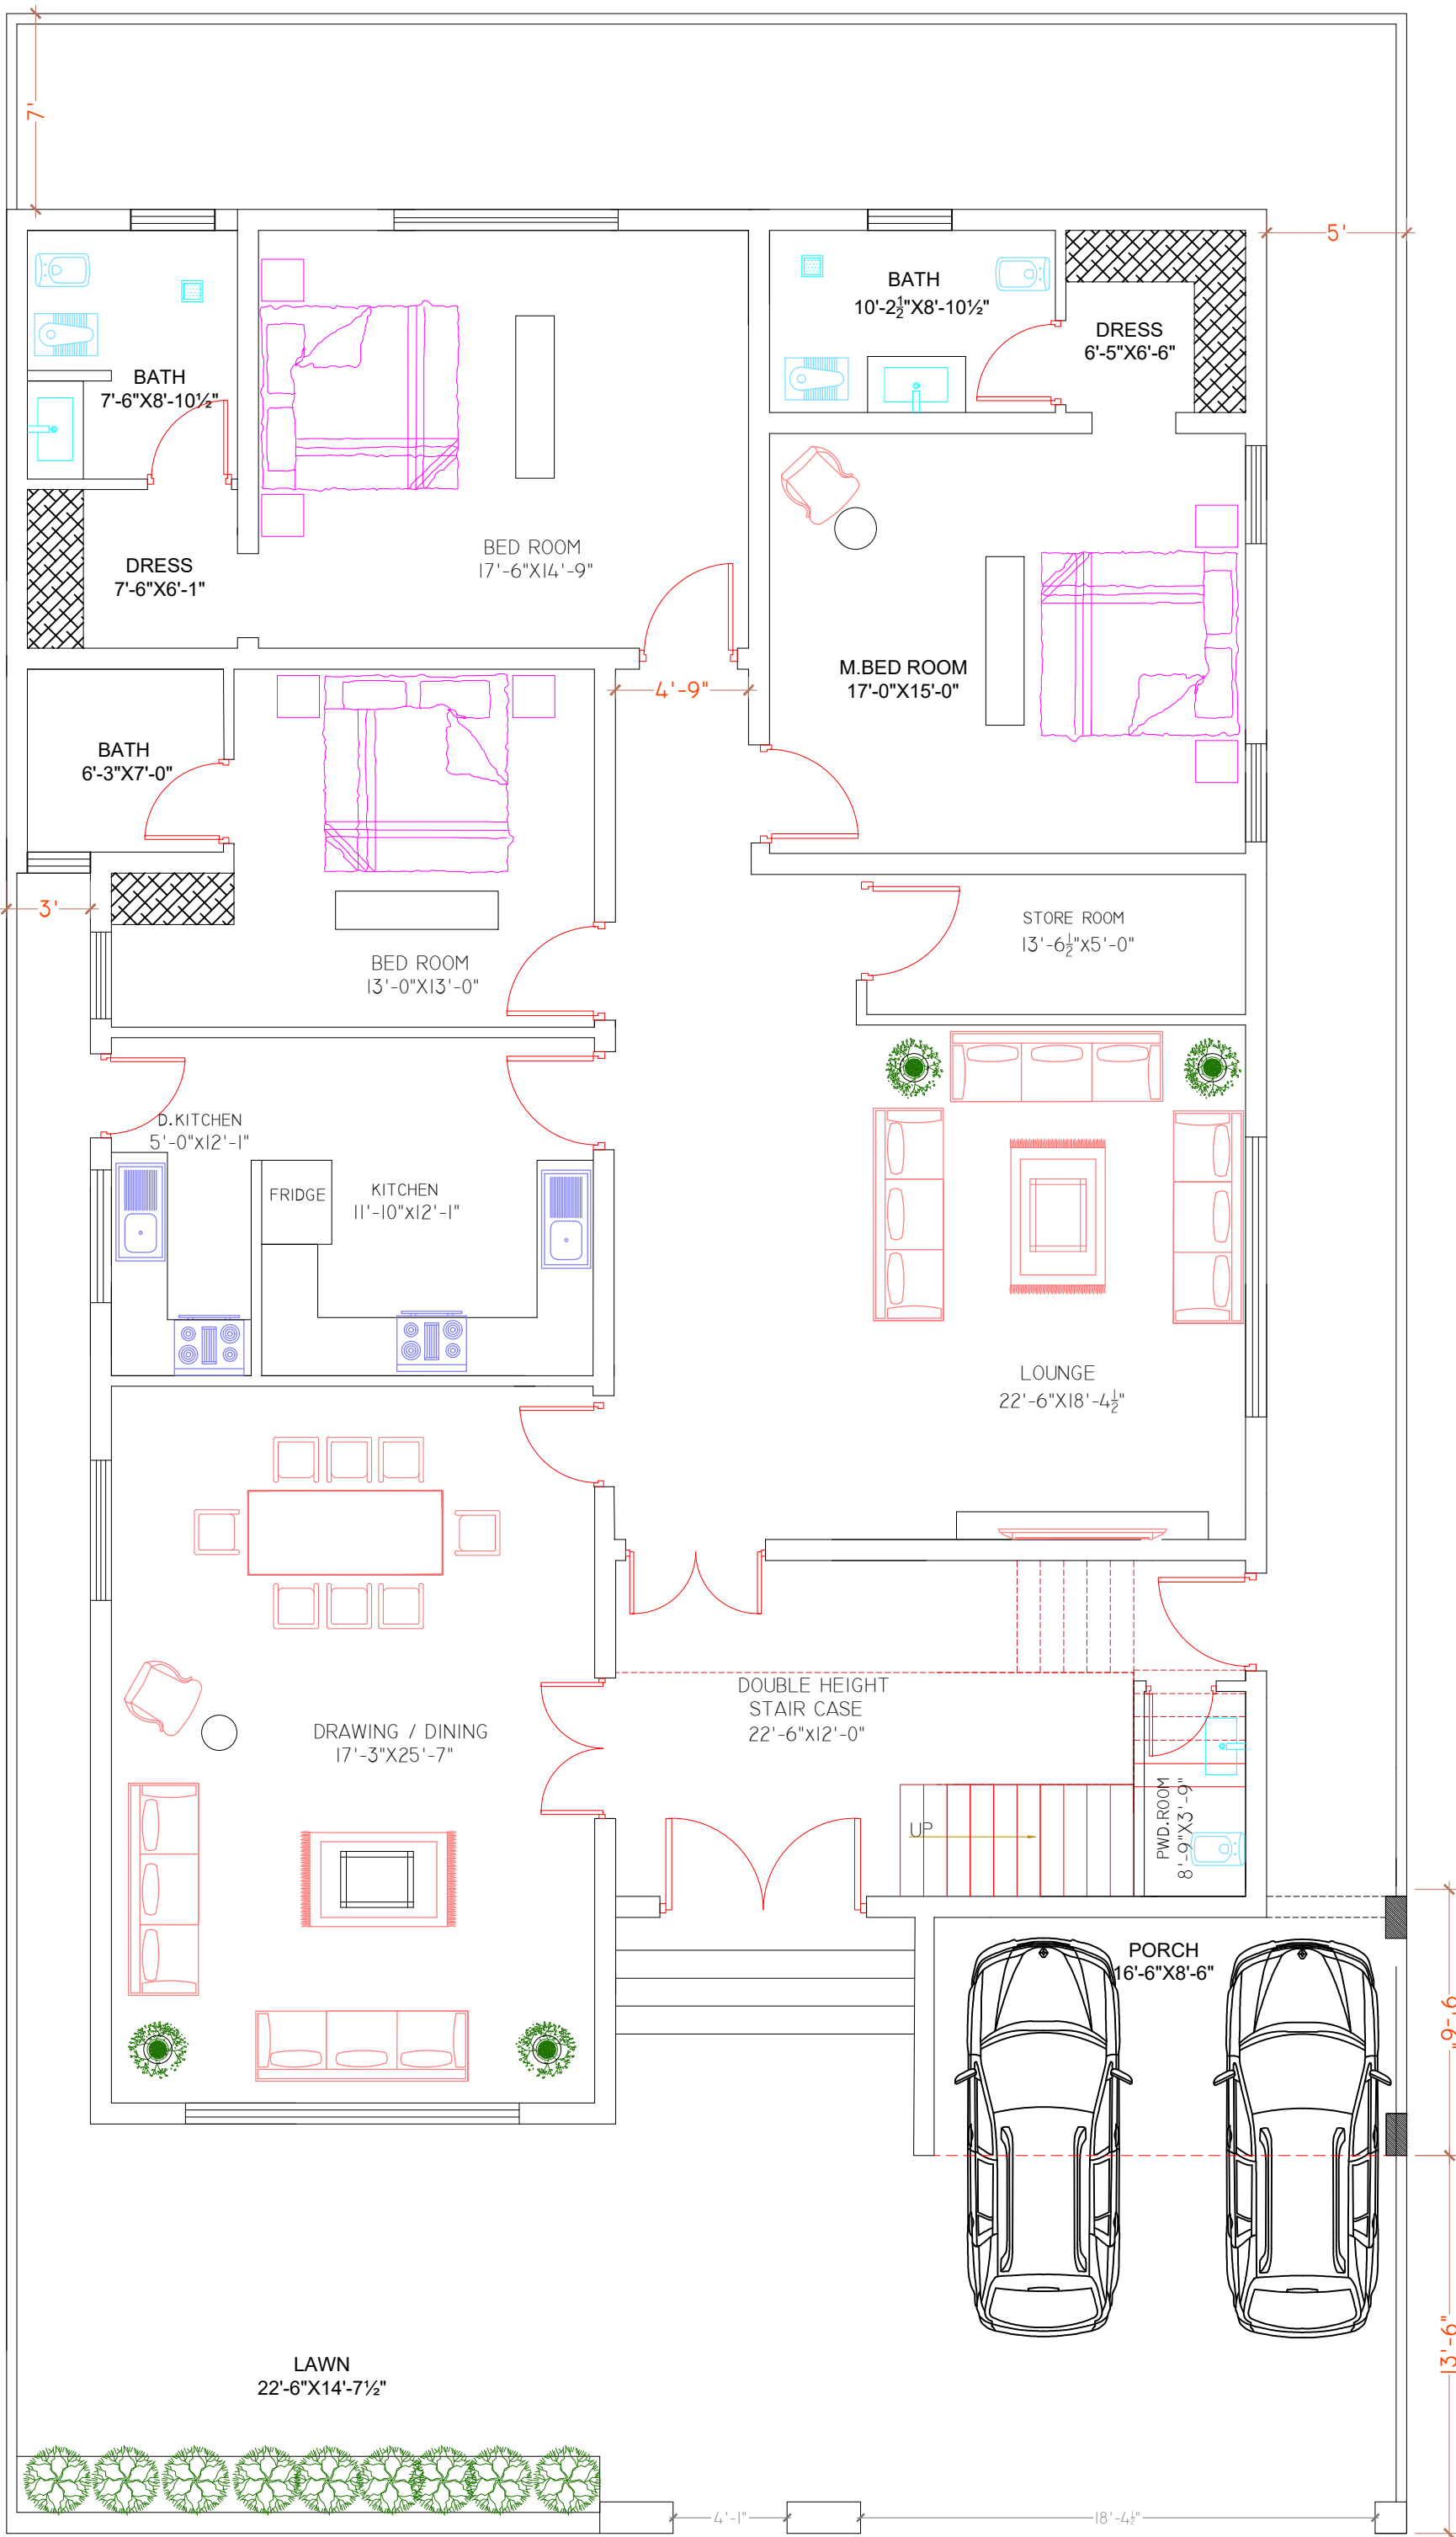 7'
5'
BATH
10'-2½"X8'-10½"
DRESS
6'-5"X6'-6"
BATH
7'-6"X8'-10½"
BED ROOM
17'-6"X14'-9"
DRESS
7'-6"X6'-1"
M.BED ROOM
17'-0"X15'-0"
4'-9"
BATH
6'-3"X7'-0"
3'
STORE ROOM
13'-6½"X5'-0"
BED ROOM
13'-0"X13'-0"
D.KITCHEN
5'-0"X12'-1"
FRIDGE
KITCHEN
11'-10"X12'-1"
LOUNGE
22'-6"X18'-4½"
DOUBLE HEIGHT
STAIR CASE
22'-6"X12'-0"
DRAWING / DINING
17'-3"X25'-7"
UP
PWD.ROOM
8'-9"X3'-9"
PORCH
16'-6"X8'-6"
13'-6"
LAWN
22'-6"X14'-7½"
4'-1"
18'-4½"